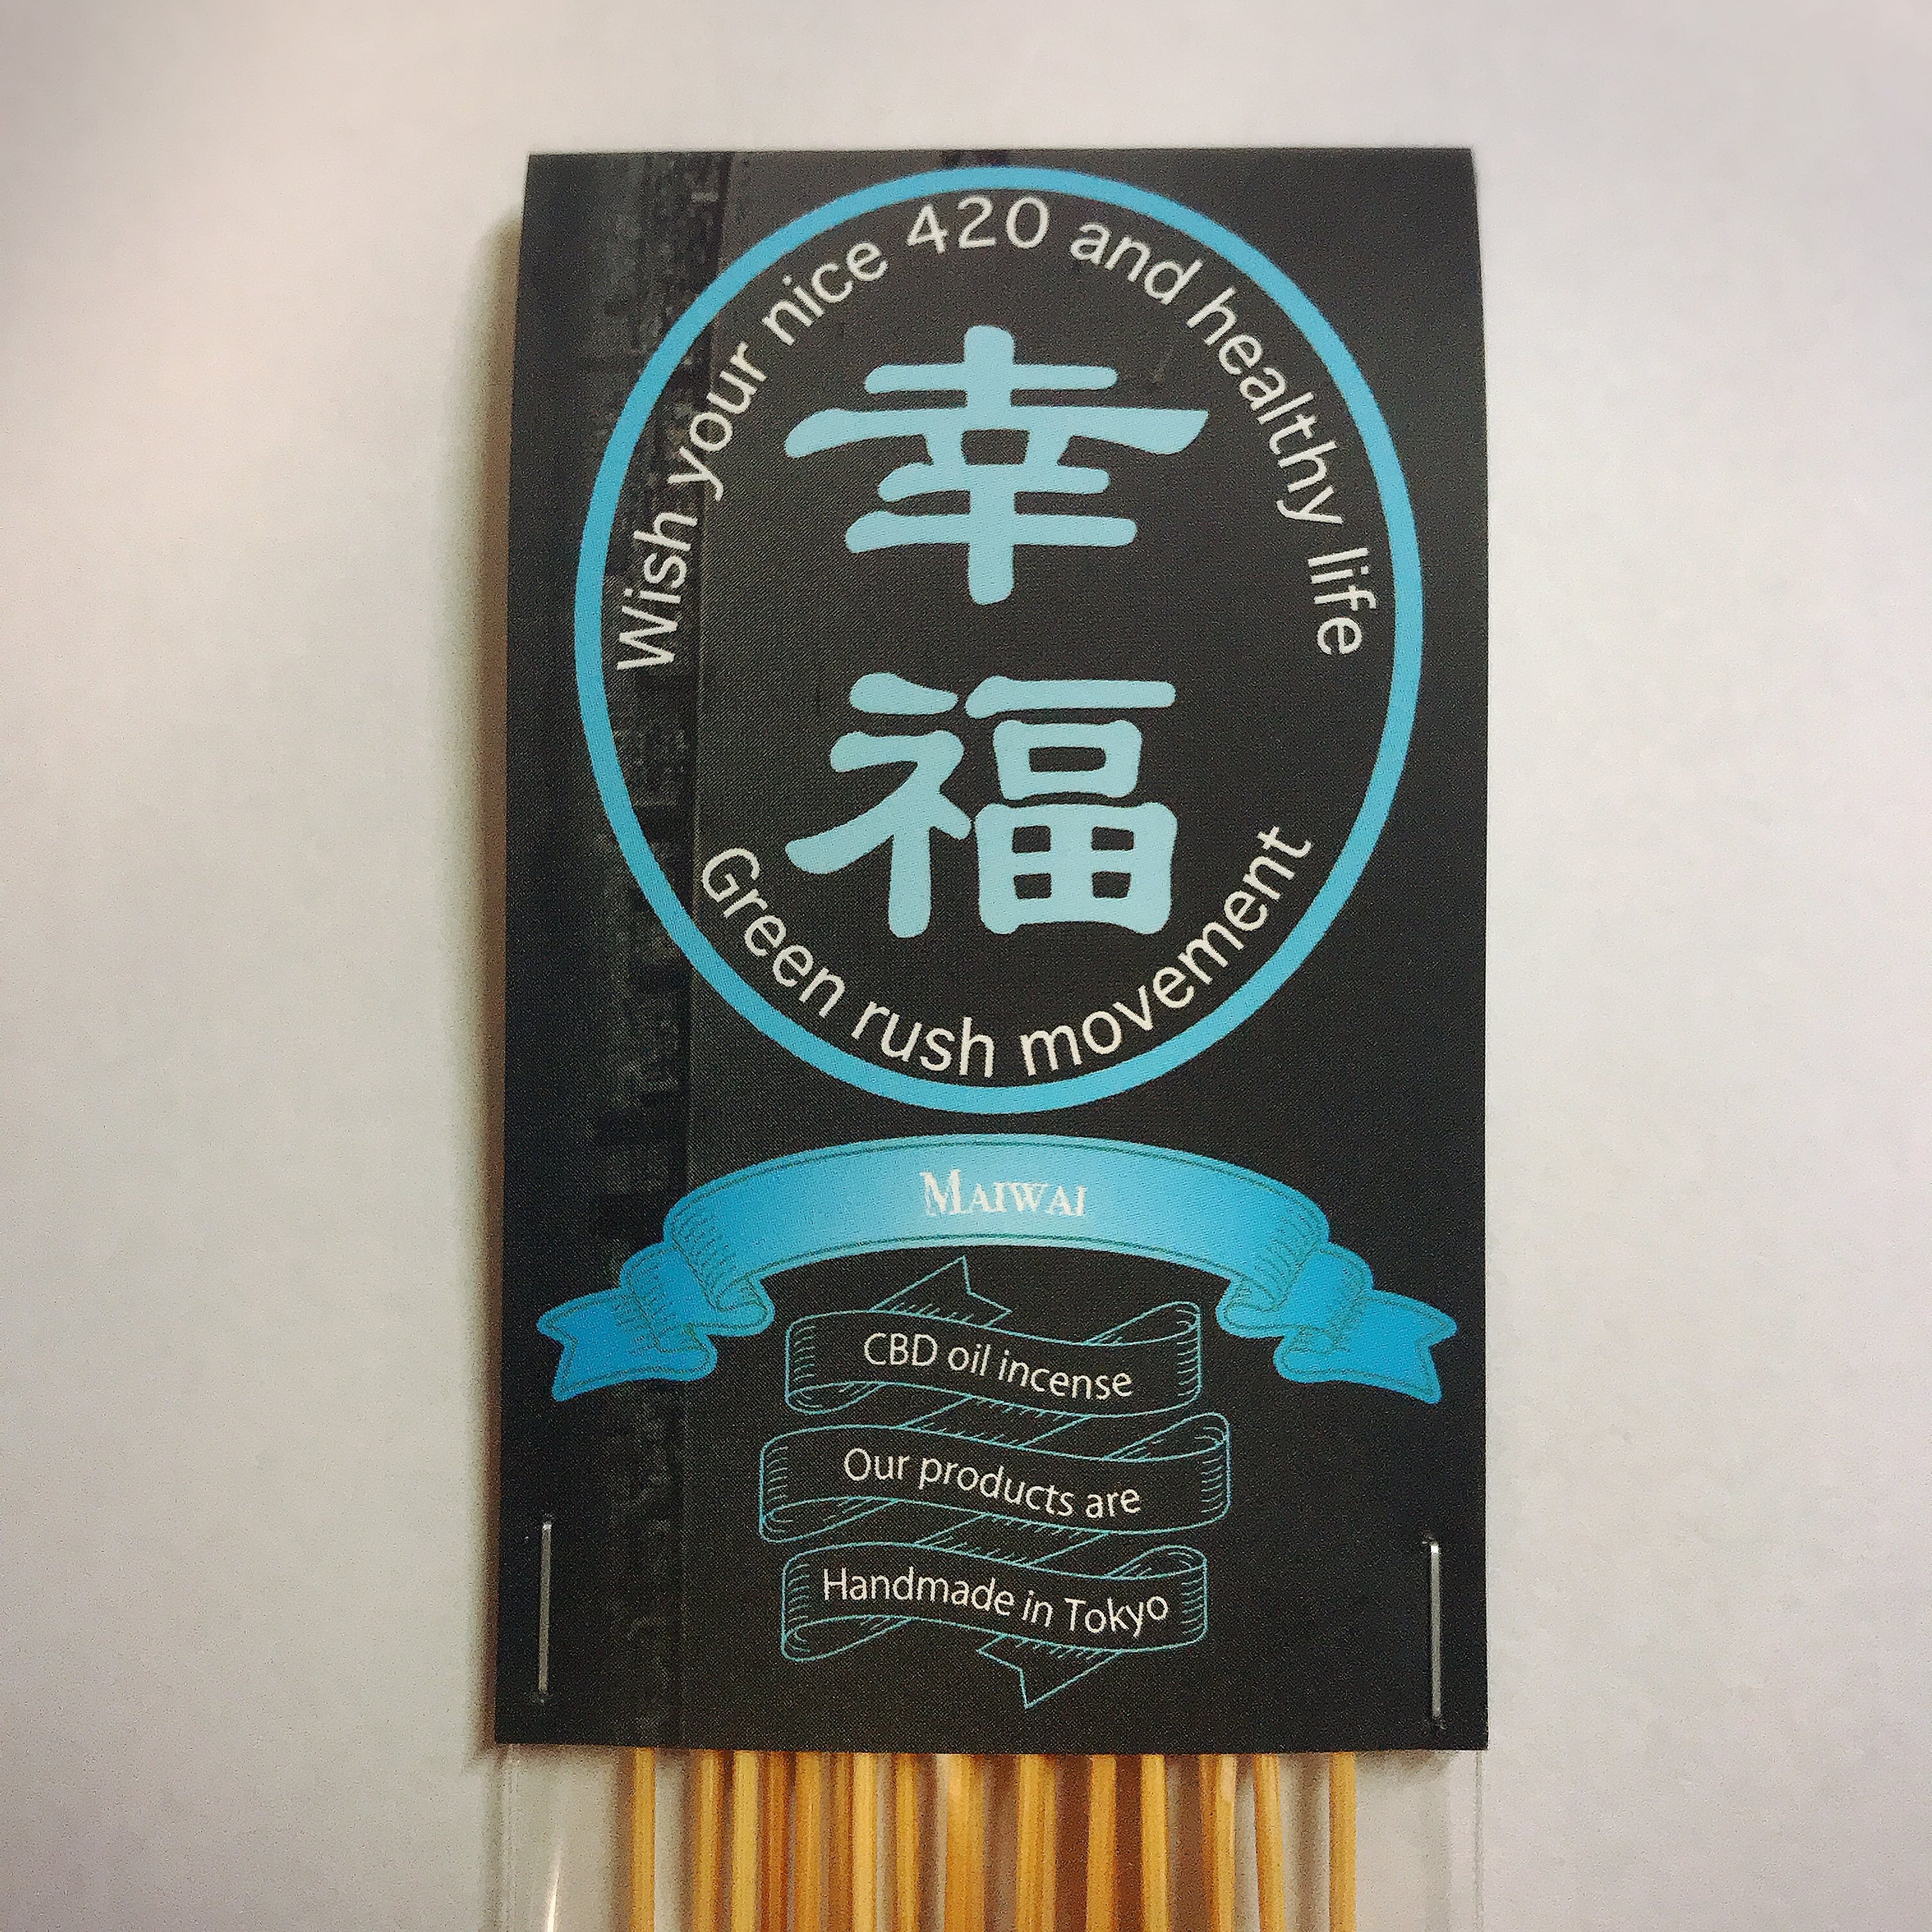 Wish your nice 420 and healthy life
幸
福
Green rush movement
MAIWAI
CBD oil incense
Our products are
Handmade in Tokyo